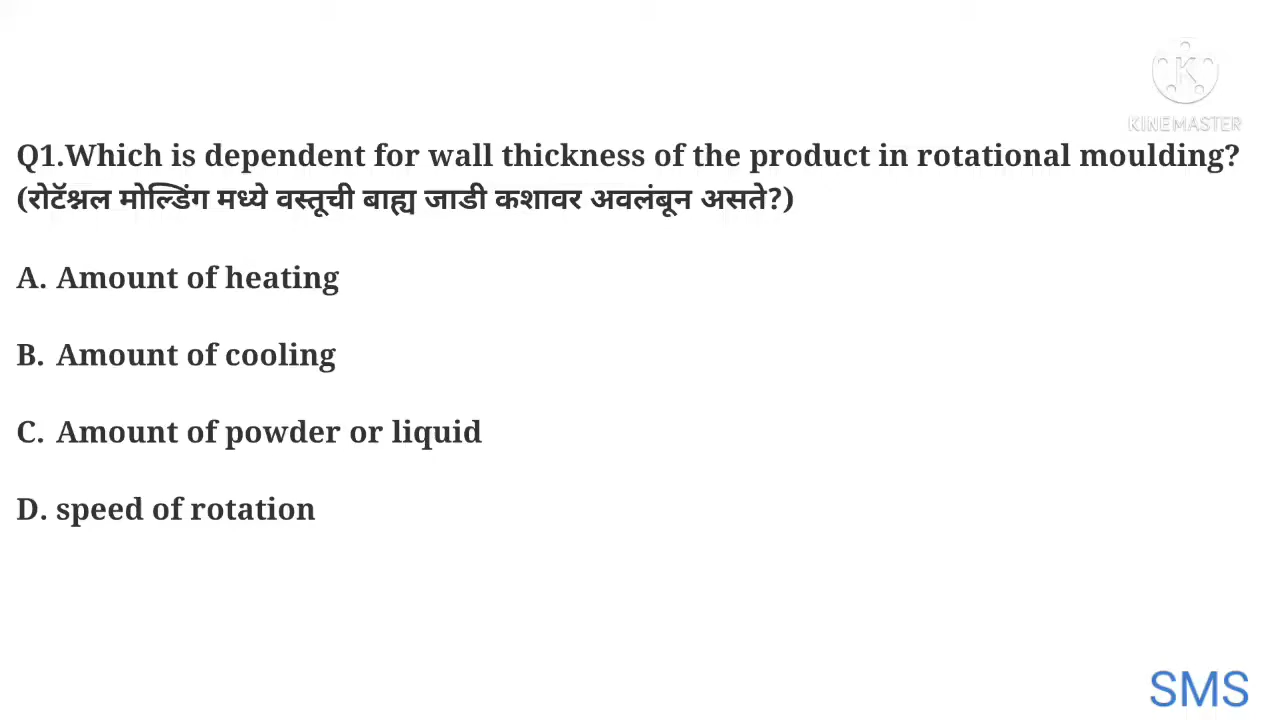 KINEMASTER
Q1.Which is dependent for wall thickness of the product in rotational moulding?
(रोटॅश्नल मोल्डिंग मध्ये वस्तूची बाह्य जाडी कशावर अवलंबून असते?)
A. Amount of heating
B. Amount of cooling
C. Amount of powder or liquid
D. speed of rotation
SMS